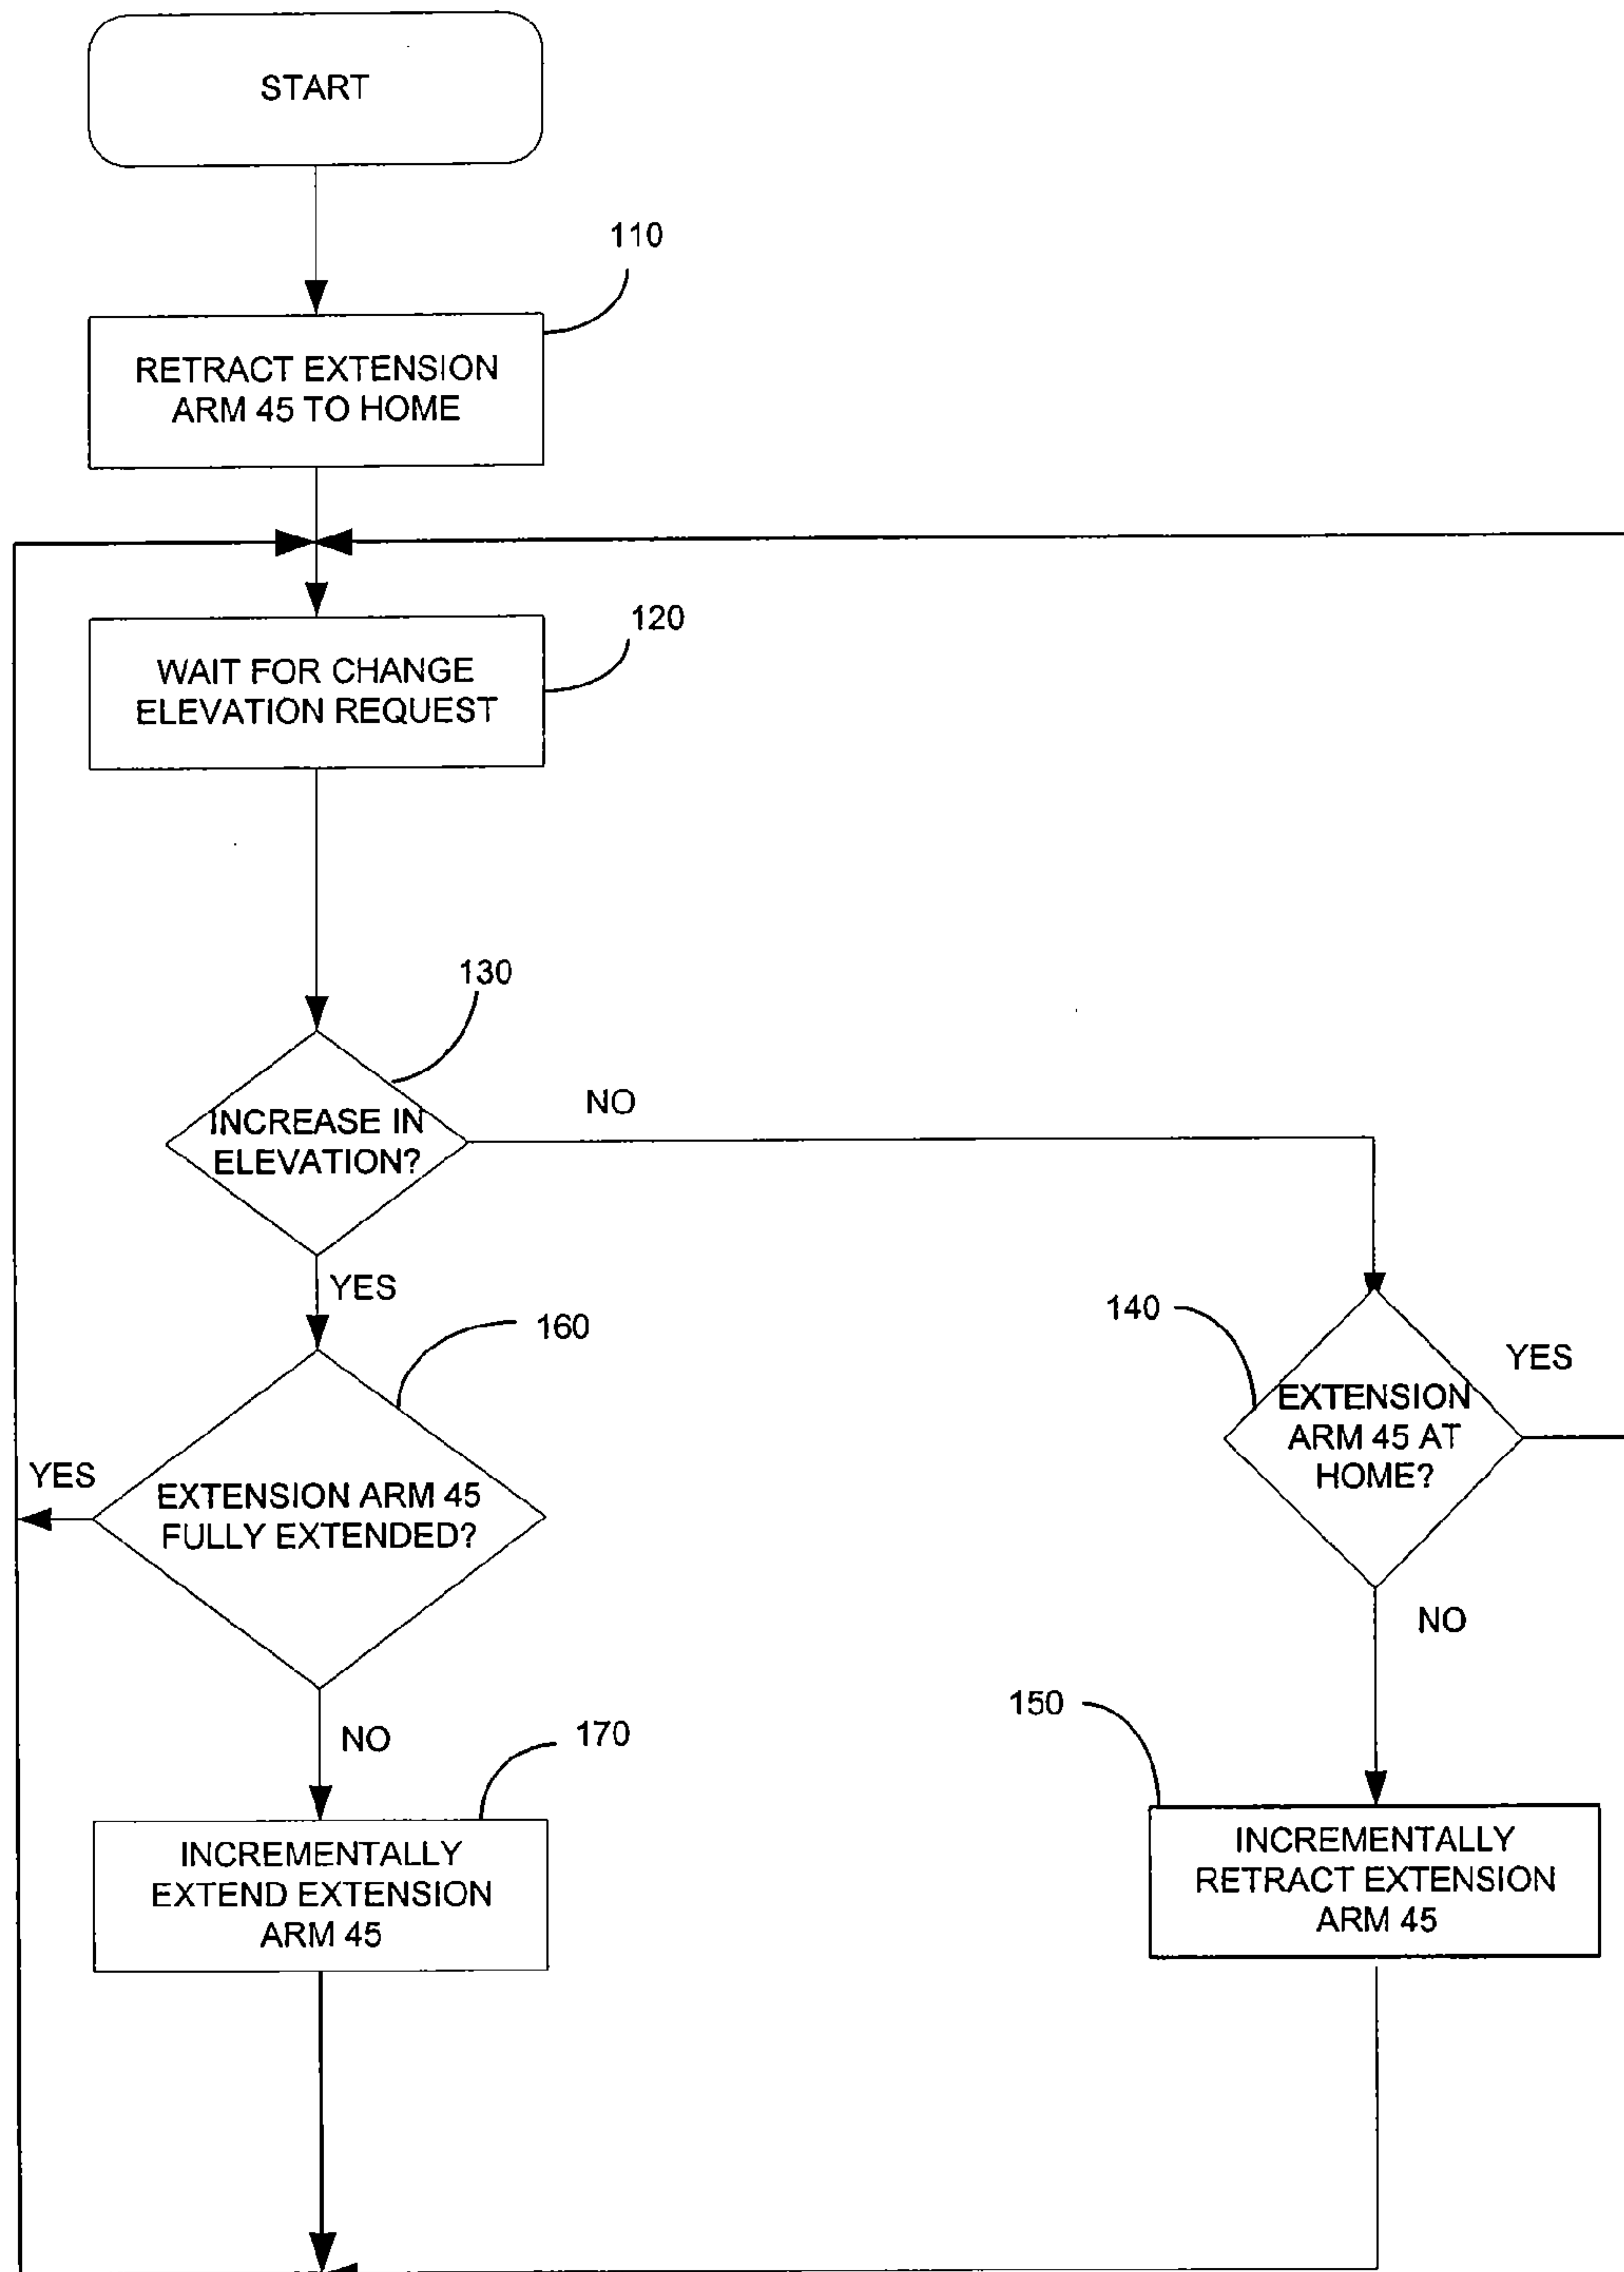 START
110
RETRACT EXTENSION
ARM 45 TO HOME
120
WAIT FOR CHANGE
ELEVATION REQUEST
130
INCREASE IN
ELEVATION?
NO
YES
140
EXTENSION
ARM 45 AT
HOME?
YES
160
EXTENSION ARM 45
FULLY EXTENDED?
YES
NO
NO
150
INCREMENTALLY
RETRACT EXTENSION
ARM 45
170
INCREMENTALLY
EXTEND EXTENSION
ARM 45